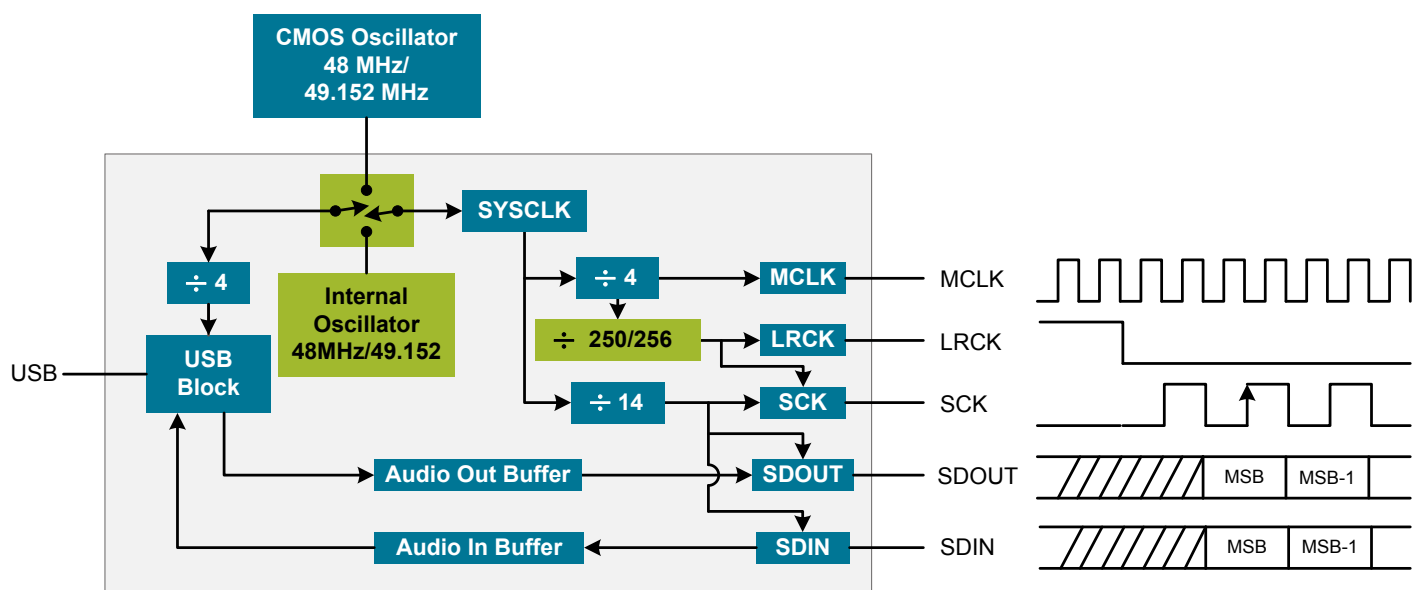 CMOS Oscillator
48 MHz/
49.152 MHz
SYSCLK
÷ 4
Internal
Oscillator
48MHz/49.152
÷ 4
MCLK
MCLK
÷ 250/256
LRCK
LRCK
USB
USB
Block
÷ 14
SCK
SCK
Audio Out Buffer
SDOUT
SDOUT
MSB
MSB-1
Audio In Buffer
SDIN
SDIN
MSB
MSB-1